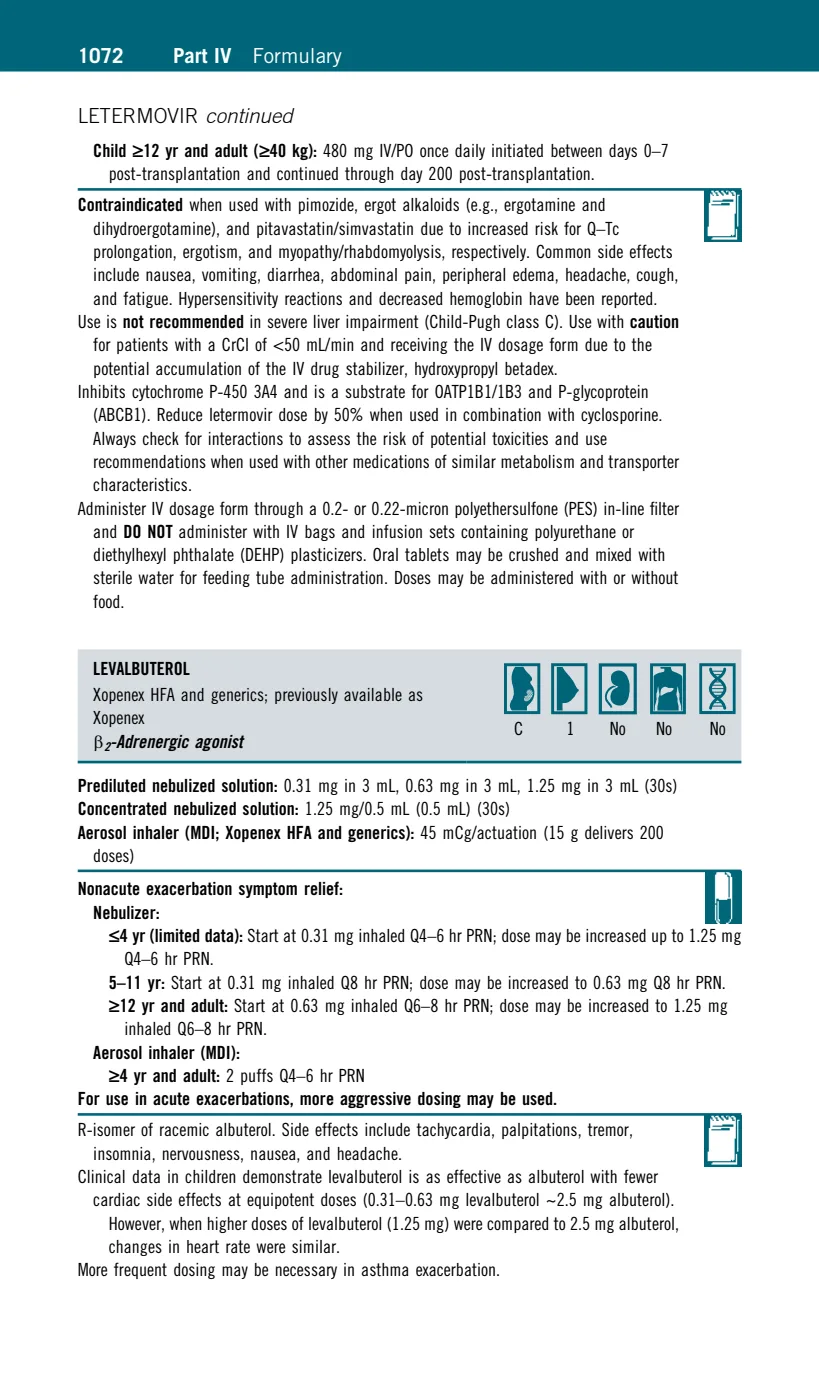 1072 Part IV Formulary
LETERMOVIR continued
Child ≥12 yr and adult (≥40 kg): 480 mg IV/PO once daily initiated between days 0–7
post-transplantation and continued through day 200 post-transplantation.
Contraindicated when used with pimozide, ergot alkaloids (e.g., ergotamine and
dihydroergotamine), and pitavastatin/simvastatin due to increased risk for Q–Tc
prolongation, ergotism, and myopathy/rhabdomyolysis, respectively. Common side effects
include nausea, vomiting, diarrhea, abdominal pain, peripheral edema, headache, cough,
and fatigue. Hypersensitivity reactions and decreased hemoglobin have been reported.
Use is not recommended in severe liver impairment (Child-Pugh class C). Use with caution
for patients with a CrCl of <50 mL/min and receiving the IV dosage form due to the
potential accumulation of the IV drug stabilizer, hydroxypropyl betadex.
Inhibits cytochrome P-450 3A4 and is a substrate for OATP1B1/1B3 and P-glycoprotein
(ABCB1). Reduce letermovir dose by 50% when used in combination with cyclosporine.
Always check for interactions to assess the risk of potential toxicities and use
recommendations when used with other medications of similar metabolism and transporter
characteristics.
Administer IV dosage form through a 0.2- or 0.22-micron polyethersulfone (PES) in-line filter
and DO NOT administer with IV bags and infusion sets containing polyurethane or
diethylhexyl phthalate (DEHP) plasticizers. Oral tablets may be crushed and mixed with
sterile water for feeding tube administration. Doses may be administered with or without
food.
LEVALBUTEROL
Xopenex HFA and generics; previously available as
Xopenex
β2-Adrenergic agonist
C 1 No No No
Prediluted nebulized solution: 0.31 mg in 3 mL, 0.63 mg in 3 mL, 1.25 mg in 3 mL (30s)
Concentrated nebulized solution: 1.25 mg/0.5 mL (0.5 mL) (30s)
Aerosol inhaler (MDI; Xopenex HFA and generics): 45 mCg/actuation (15 g delivers 200
doses)
Nonacute exacerbation symptom relief:
Nebulizer:
≤4 yr (limited data): Start at 0.31 mg inhaled Q4–6 hr PRN; dose may be increased up to 1.25 mg
Q4–6 hr PRN.
5–11 yr: Start at 0.31 mg inhaled Q8 hr PRN; dose may be increased to 0.63 mg Q8 hr PRN.
≥12 yr and adult: Start at 0.63 mg inhaled Q6–8 hr PRN; dose may be increased to 1.25 mg
inhaled Q6–8 hr PRN.
Aerosol inhaler (MDI):
≥4 yr and adult: 2 puffs Q4–6 hr PRN
For use in acute exacerbations, more aggressive dosing may be used.
R-isomer of racemic albuterol. Side effects include tachycardia, palpitations, tremor,
insomnia, nervousness, nausea, and headache.
Clinical data in children demonstrate levalbuterol is as effective as albuterol with fewer
cardiac side effects at equipotent doses (0.31–0.63 mg levalbuterol ~2.5 mg albuterol).
However, when higher doses of levalbuterol (1.25 mg) were compared to 2.5 mg albuterol,
changes in heart rate were similar.
More frequent dosing may be necessary in asthma exacerbation.